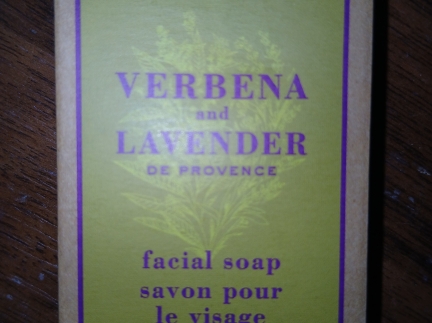 VERBENA
and
LAVENDER
DE PROVENCE
facial soap
savon pour
le visage